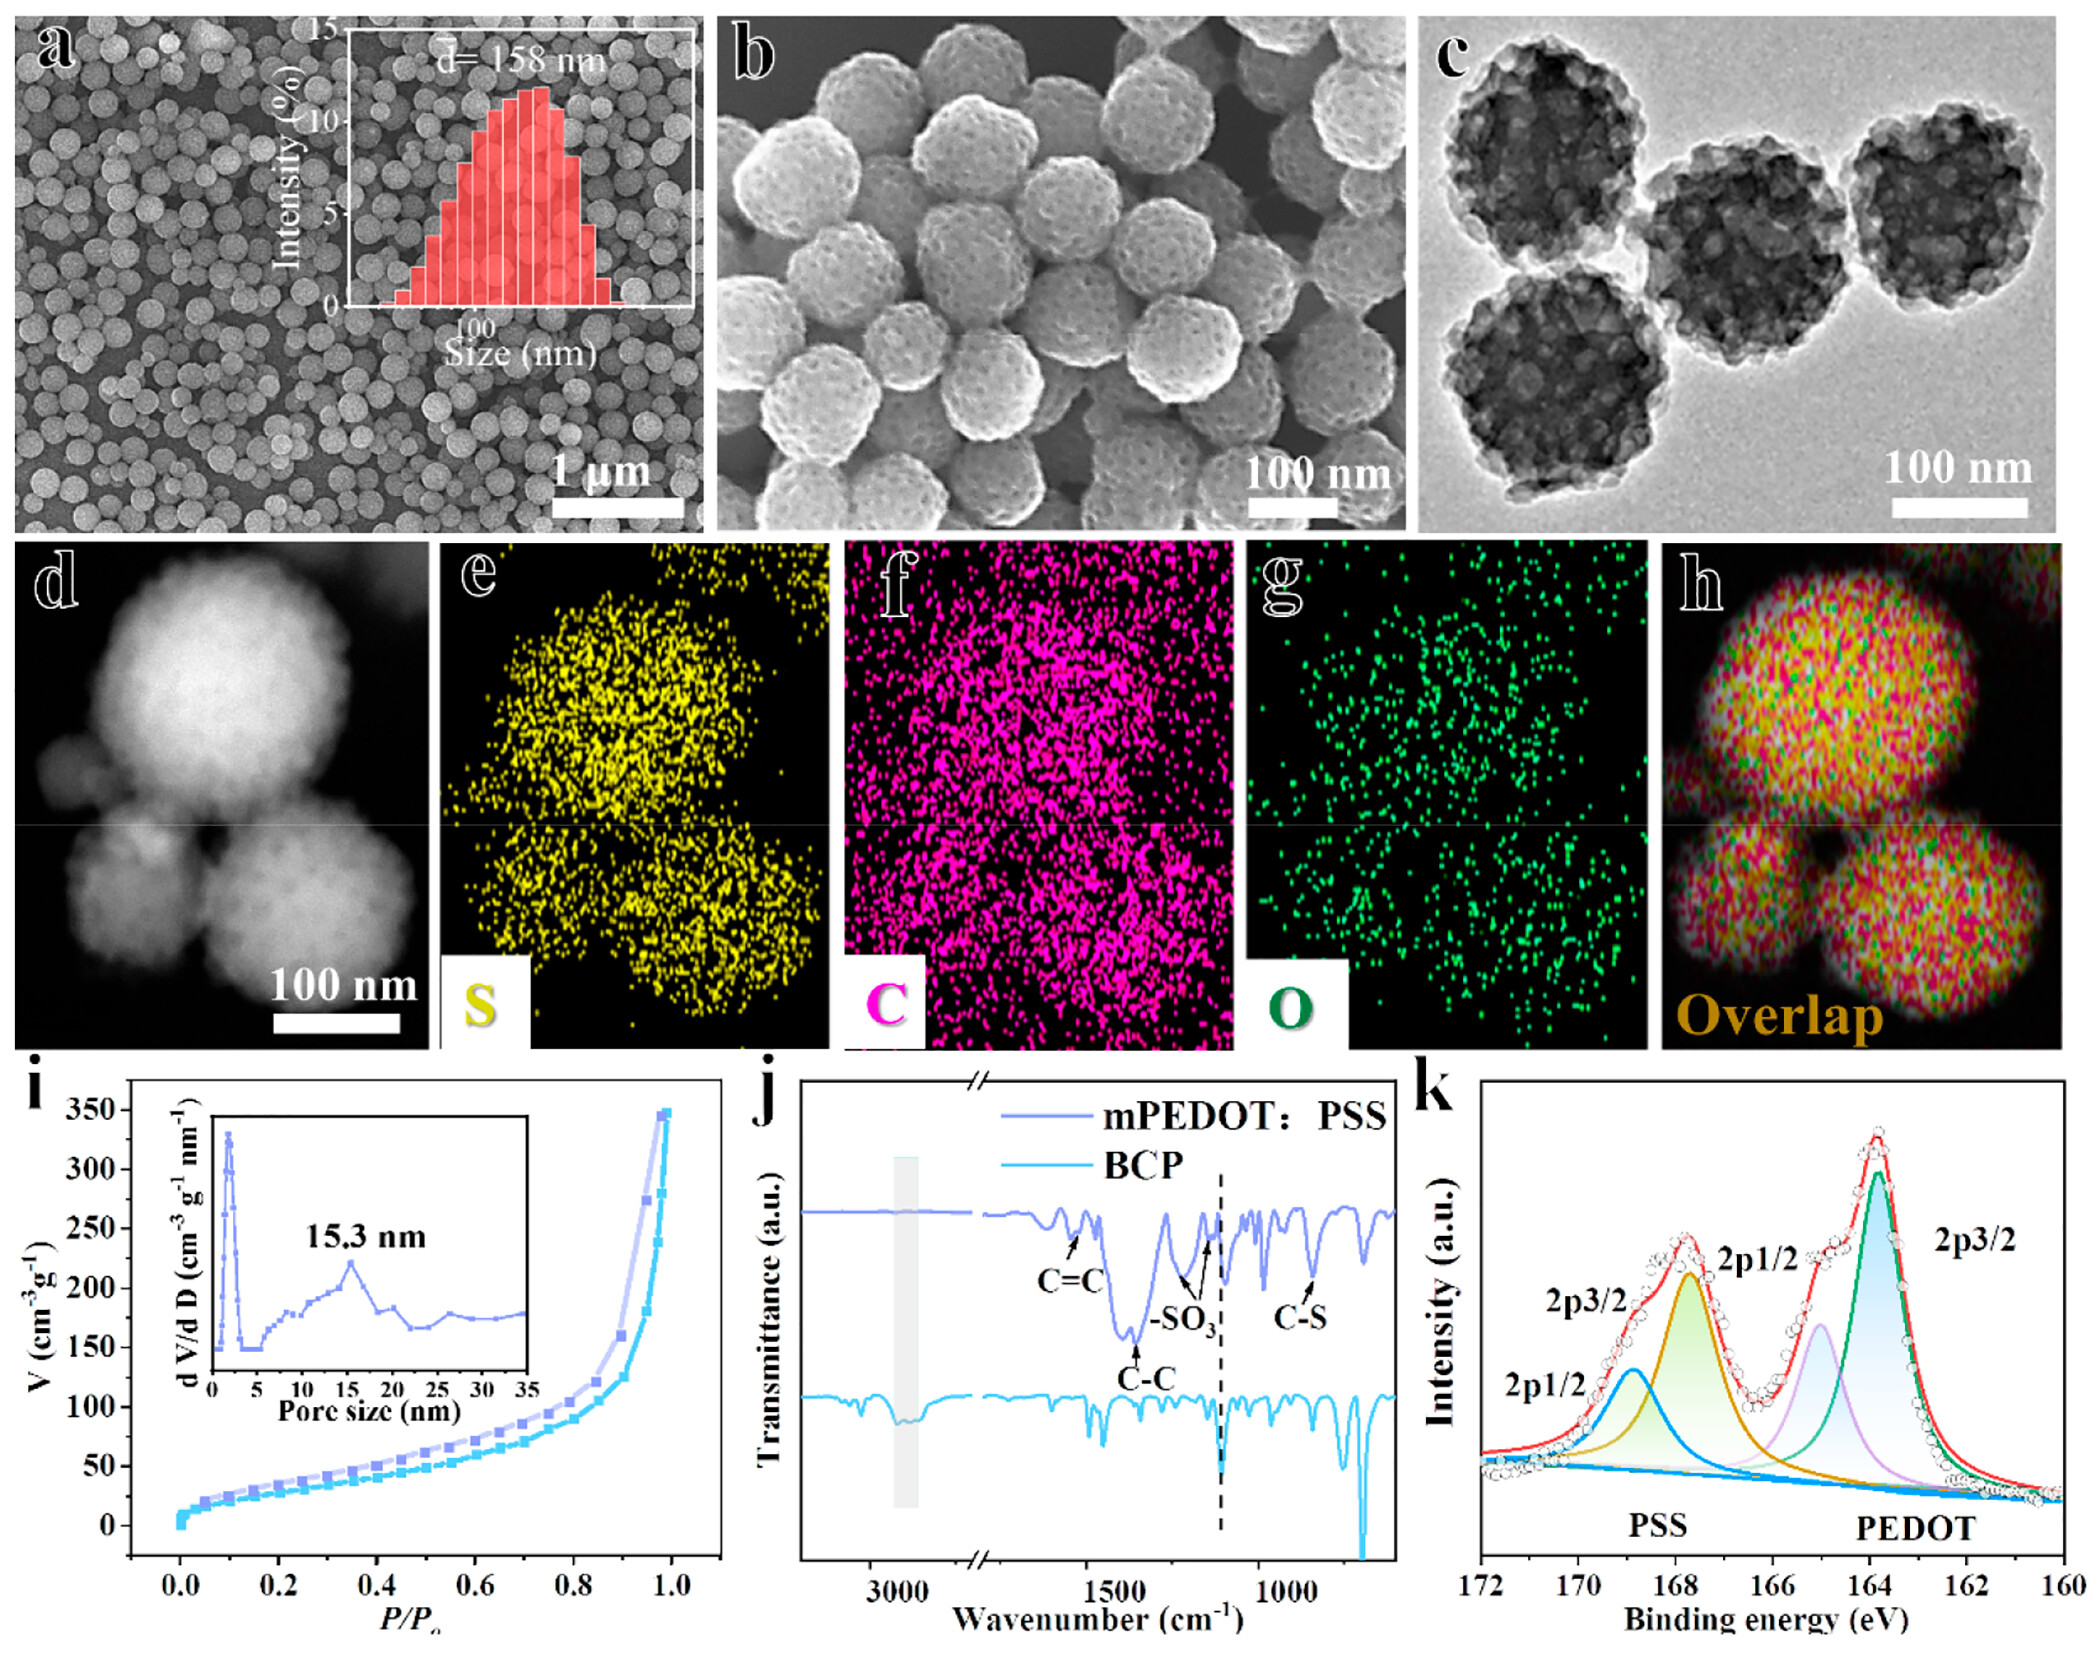 a
15
d̄= 158 nm
Intensity (%)
10
5
0
100
Size (nm)
1 μm
b
100 nm
c
100 nm
d
100 nm
e
S
f
C
g
O
h
Overlap
i
350
300
250
200
150
100
50
0
V (cm-3g-1)
d V/d D (cm-3 g-1 nm-1)
15.3 nm
0 5 10 15 20 25 30 35
Pore size (nm)
0.0 0.2 0.4 0.6 0.8 1.0
P/Po
j
mPEDOT: PSS
BCP
Transmittance (a.u.)
C=C
-SO3
C-S
C-C
3000 1500 1000
Wavenumber (cm-1)
k
Intensity (a.u.)
2p3/2
2p1/2
2p3/2
2p1/2
PSS
PEDOT
172 170 168 166 164 162 160
Binding energy (eV)